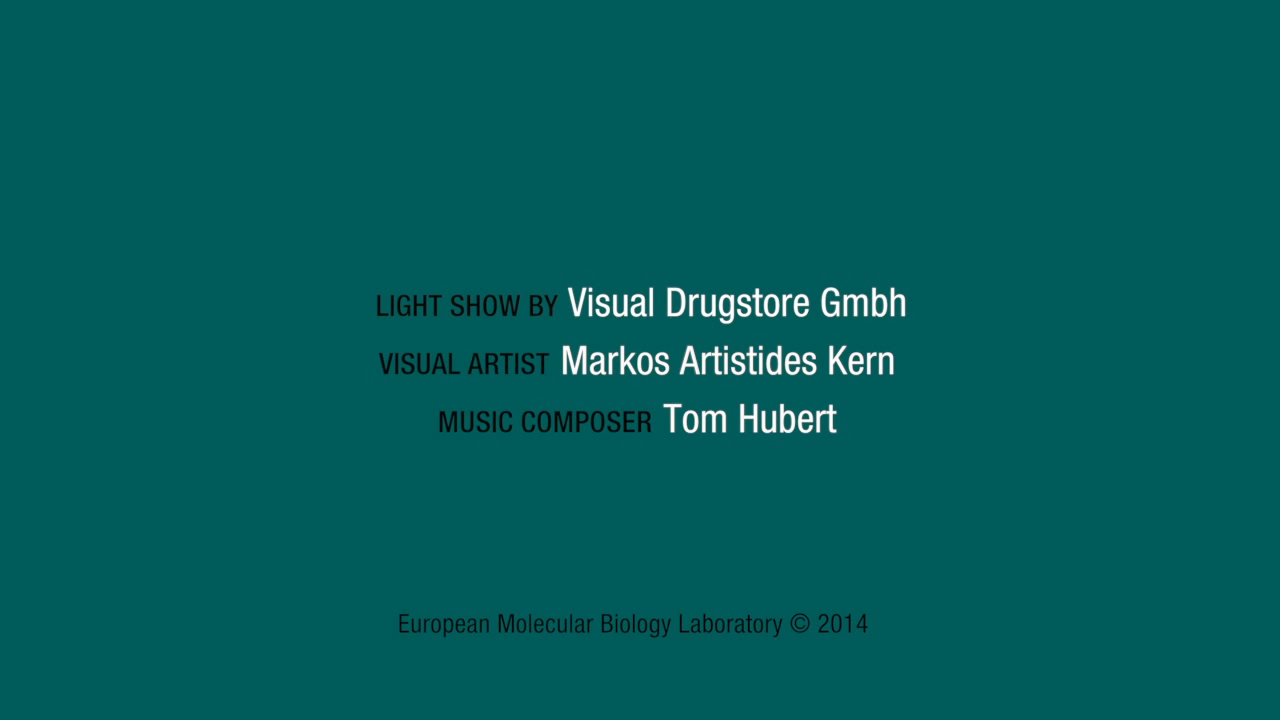 LIGHT SHOW BY Visual Drugstore Gmbh
VISUAL ARTIST Markos Artistides Kern
MUSIC COMPOSER Tom Hubert
European Molecular Biology Laboratory © 2014